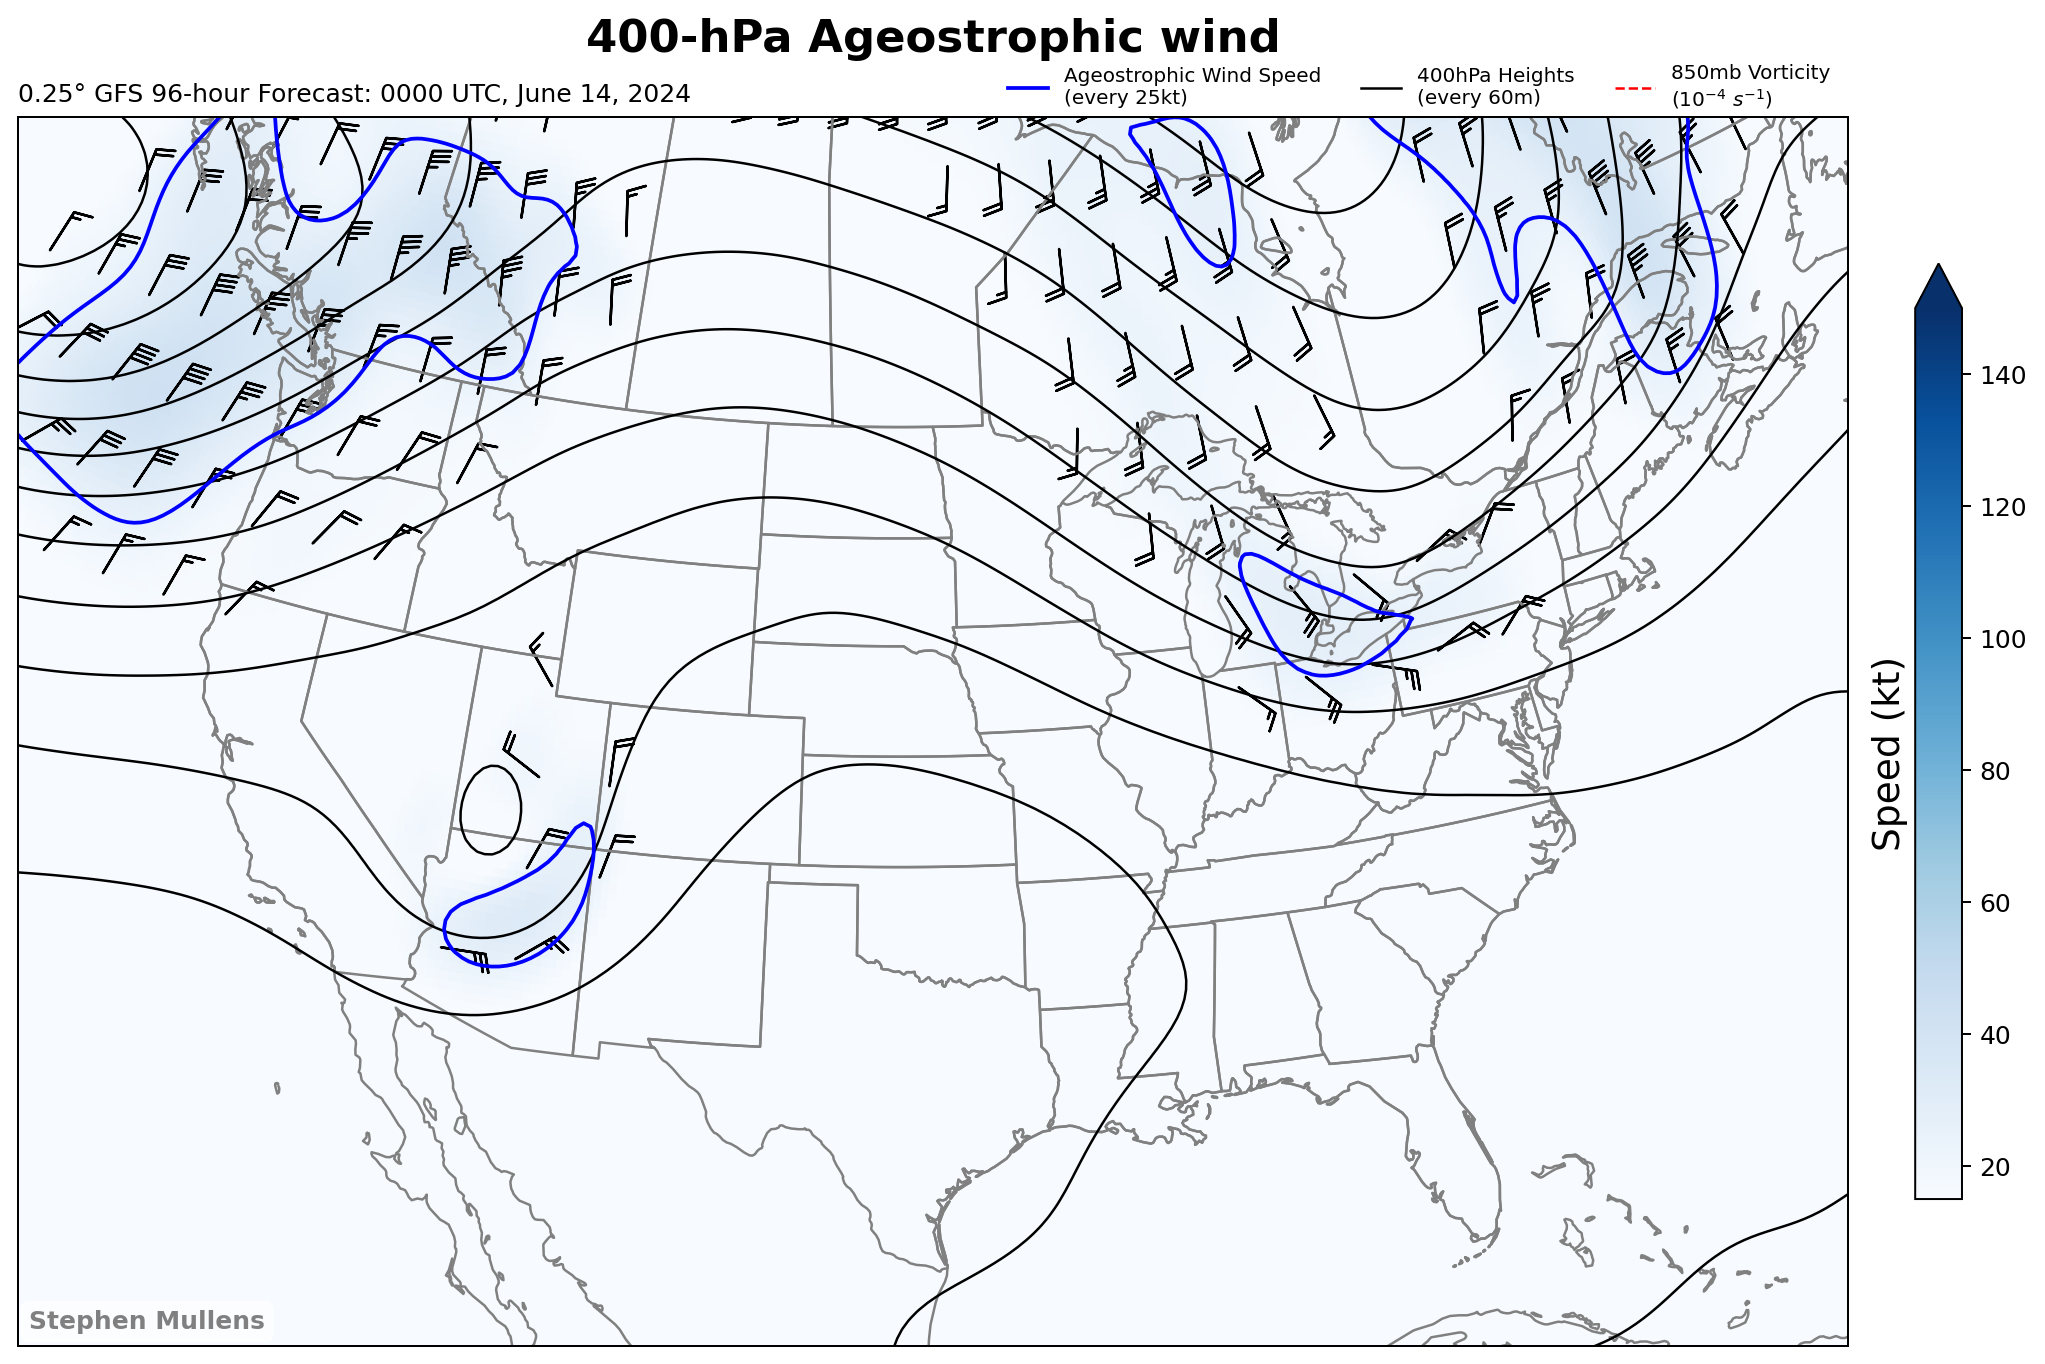 400-hPa Ageostrophic wind
0.25° GFS 96-hour Forecast: 0000 UTC, June 14, 2024
Ageostrophic Wind Speed
(every 25kt)
400hPa Heights
(every 60m)
850mb Vorticity
(10⁻⁴ s⁻¹)
140
120
100
80
60
40
20
Speed (kt)
Stephen Mullens